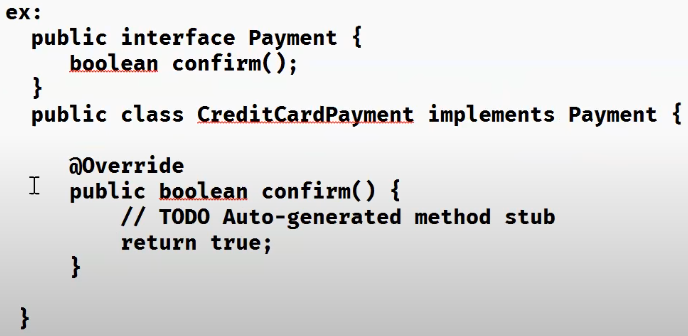 ex:
public interface Payment {
boolean confirm();
}
public class CreditCardPayment implements Payment {
@Override
public boolean confirm() {
// TODO Auto-generated method stub
return true;
}
}